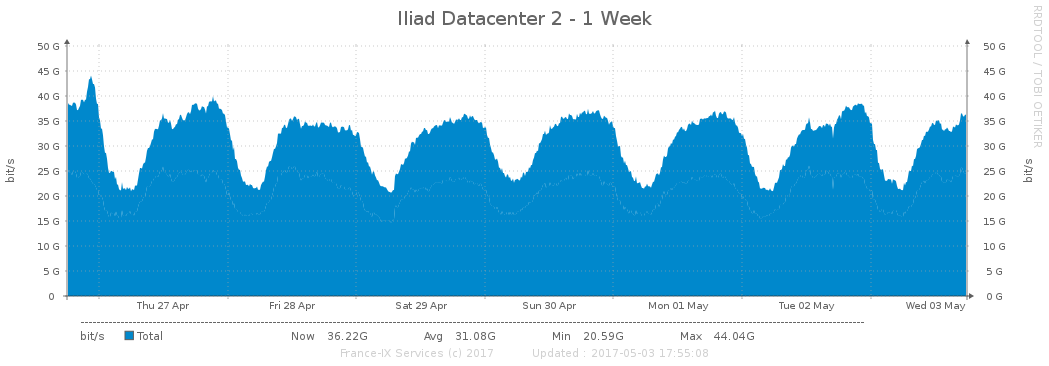 Iliad Datacenter 2 - 1 Week
RRDTOOL / TOBI OETIKER
50 G 50 G
45 G 45 G
40 G 40 G
35 G 35 G
30 G 30 G
25 G 25 G
20 G 20 G
15 G 15 G
10 G 10 G
5 G 5 G
0 0 G
bit/s bit/s
Thu 27 Apr Fri 28 Apr Sat 29 Apr Sun 30 Apr Mon 01 May Tue 02 May Wed 03 May
bit/s Total Now 36.22G Avg 31.08G Min 20.59G Max 44.04G
France-IX Services (c) 2017 Updated : 2017-05-03 17:55:08